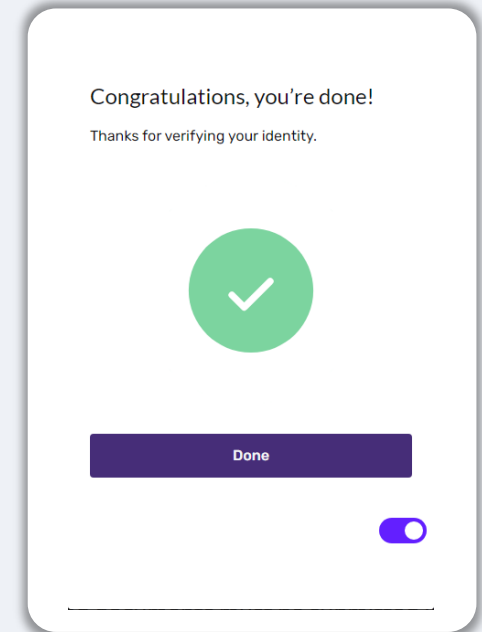 Congratulations, you’re done!
Thanks for verifying your identity.
Done